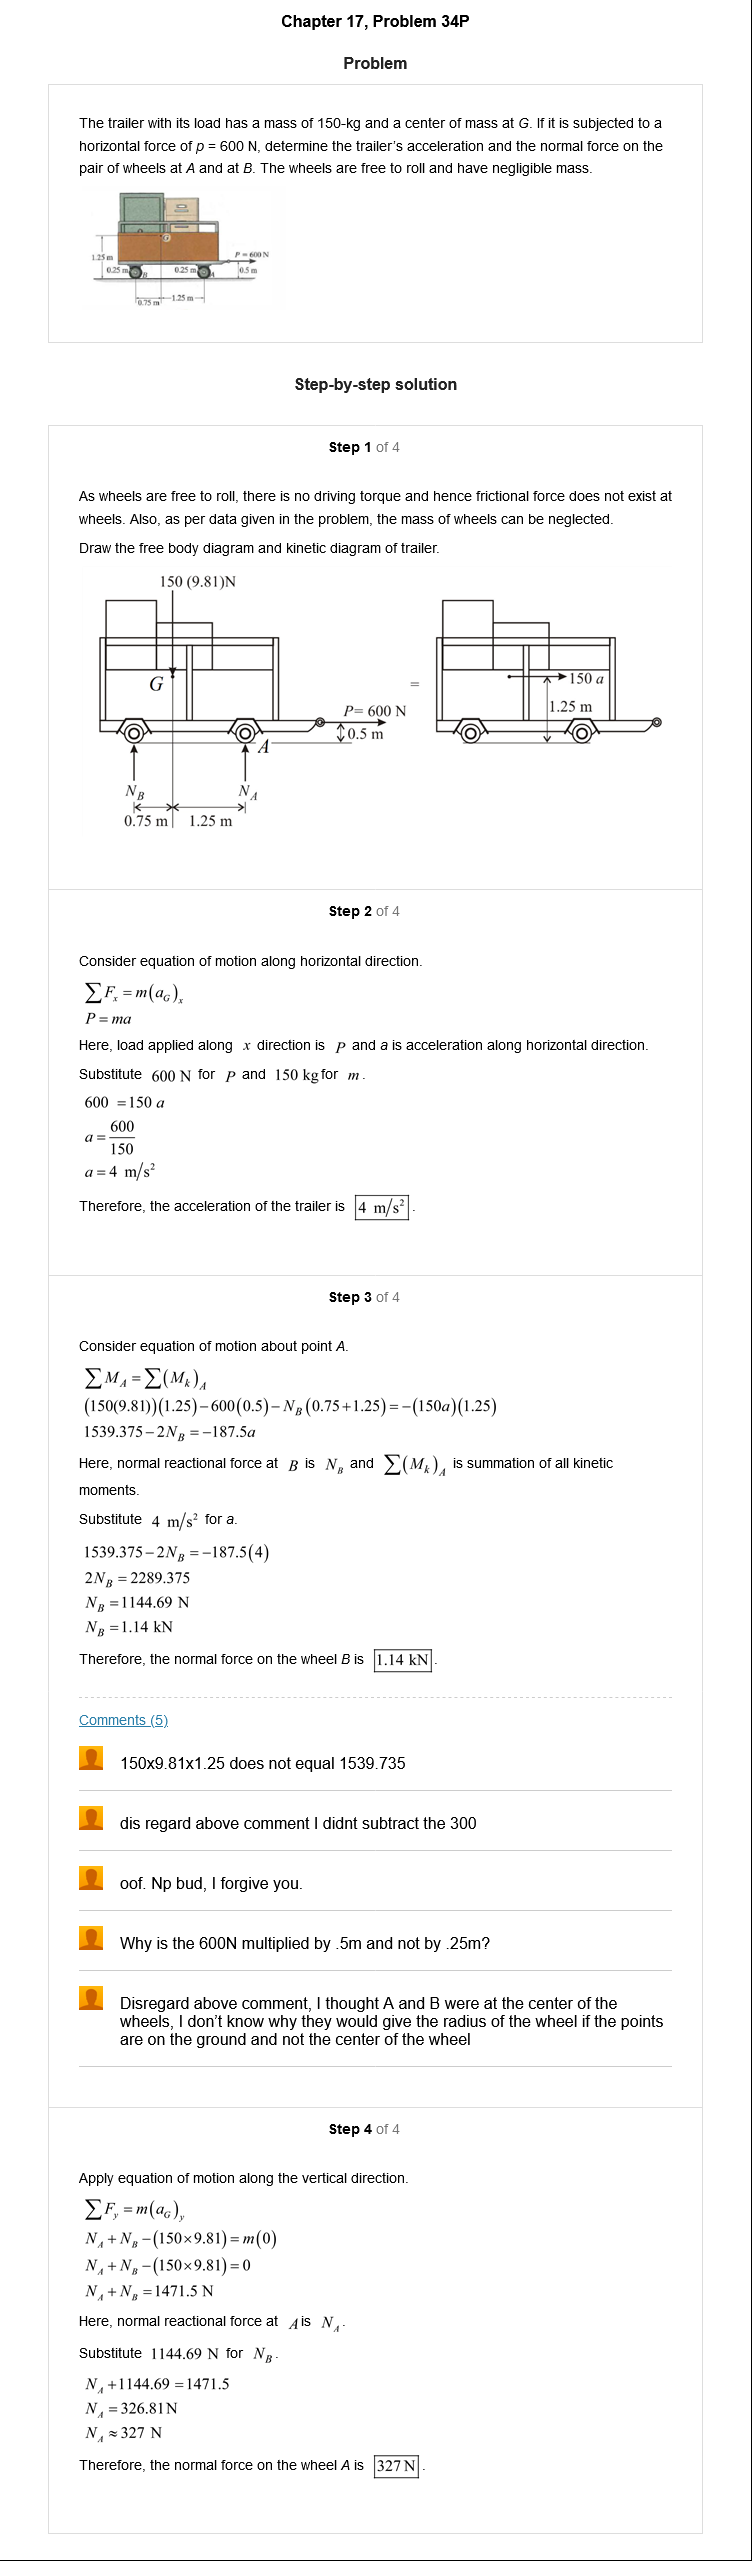 Chapter 17, Problem 34P
Problem
The trailer with its load has a mass of 150-kg and a center of mass at G. If it is subjected to a
horizontal force of p = 600 N, determine the trailer's acceleration and the normal force on the
pair of wheels at A and at B. The wheels are free to roll and have negligible mass.
G
P = 600 N
1.25 m
0.25 m
B
0.25 m
A
0.5 m
0.75 m
1.25 m
Step-by-step solution
Step 1 of 4
As wheels are free to roll, there is no driving torque and hence frictional force does not exist at
wheels. Also, as per data given in the problem, the mass of wheels can be neglected.
Draw the free body diagram and kinetic diagram of trailer.
150 (9.81)N
G
=
150 a
P= 600 N
1.25 m
0.5 m
A
N_B
N_A
0.75 m
1.25 m
Step 2 of 4
Consider equation of motion along horizontal direction.
∑F_x = m(a_G)_x
P = ma
Here, load applied along x direction is P and a is acceleration along horizontal direction.
Substitute 600 N for P and 150 kg for m.
600 = 150 a
a = 600/150
a = 4 m/s²
Therefore, the acceleration of the trailer is 4 m/s².
Step 3 of 4
Consider equation of motion about point A.
∑M_A = ∑(M_k)_A
(150(9.81))(1.25) − 600(0.5) − N_B(0.75+1.25) = −(150a)(1.25)
1539.375 − 2N_B = −187.5a
Here, normal reactional force at B is N_B and ∑(M_k)_A is summation of all kinetic
moments.
Substitute 4 m/s² for a.
1539.375 − 2N_B = −187.5(4)
2N_B = 2289.375
N_B = 1144.69 N
N_B = 1.14 kN
Therefore, the normal force on the wheel B is 1.14 kN.
Comments (5)
150x9.81x1.25 does not equal 1539.735
dis regard above comment I didnt subtract the 300
oof. Np bud, I forgive you.
Why is the 600N multiplied by .5m and not by .25m?
Disregard above comment, I thought A and B were at the center of the
wheels, I don't know why they would give the radius of the wheel if the points
are on the ground and not the center of the wheel
Step 4 of 4
Apply equation of motion along the vertical direction.
∑F_y = m(a_G)_y
N_A + N_B − (150×9.81) = m(0)
N_A + N_B − (150×9.81) = 0
N_A + N_B = 1471.5 N
Here, normal reactional force at A is N_A.
Substitute 1144.69 N for N_B.
N_A + 1144.69 = 1471.5
N_A = 326.81N
N_A ≈ 327 N
Therefore, the normal force on the wheel A is 327 N.